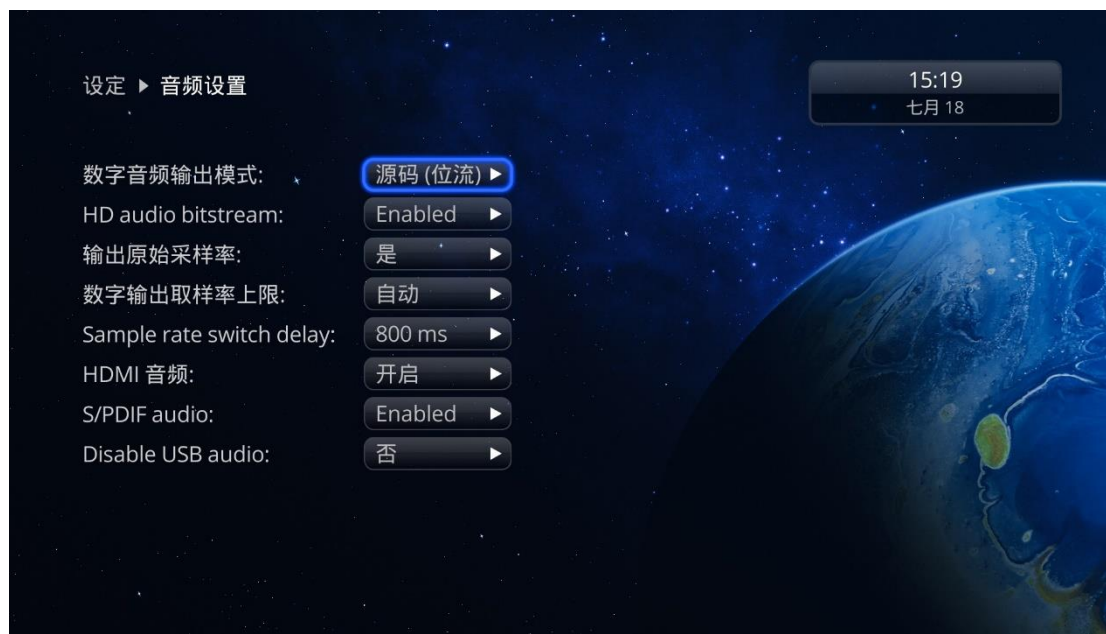 设定 ▶ 音频设置
15:19
七月 18
数字音频输出模式: 源码 (位流)
HD audio bitstream: Enabled
输出原始采样率: 是
数字输出取样率上限: 自动
Sample rate switch delay: 800 ms
HDMI 音频: 开启
S/PDIF audio: Enabled
Disable USB audio: 否